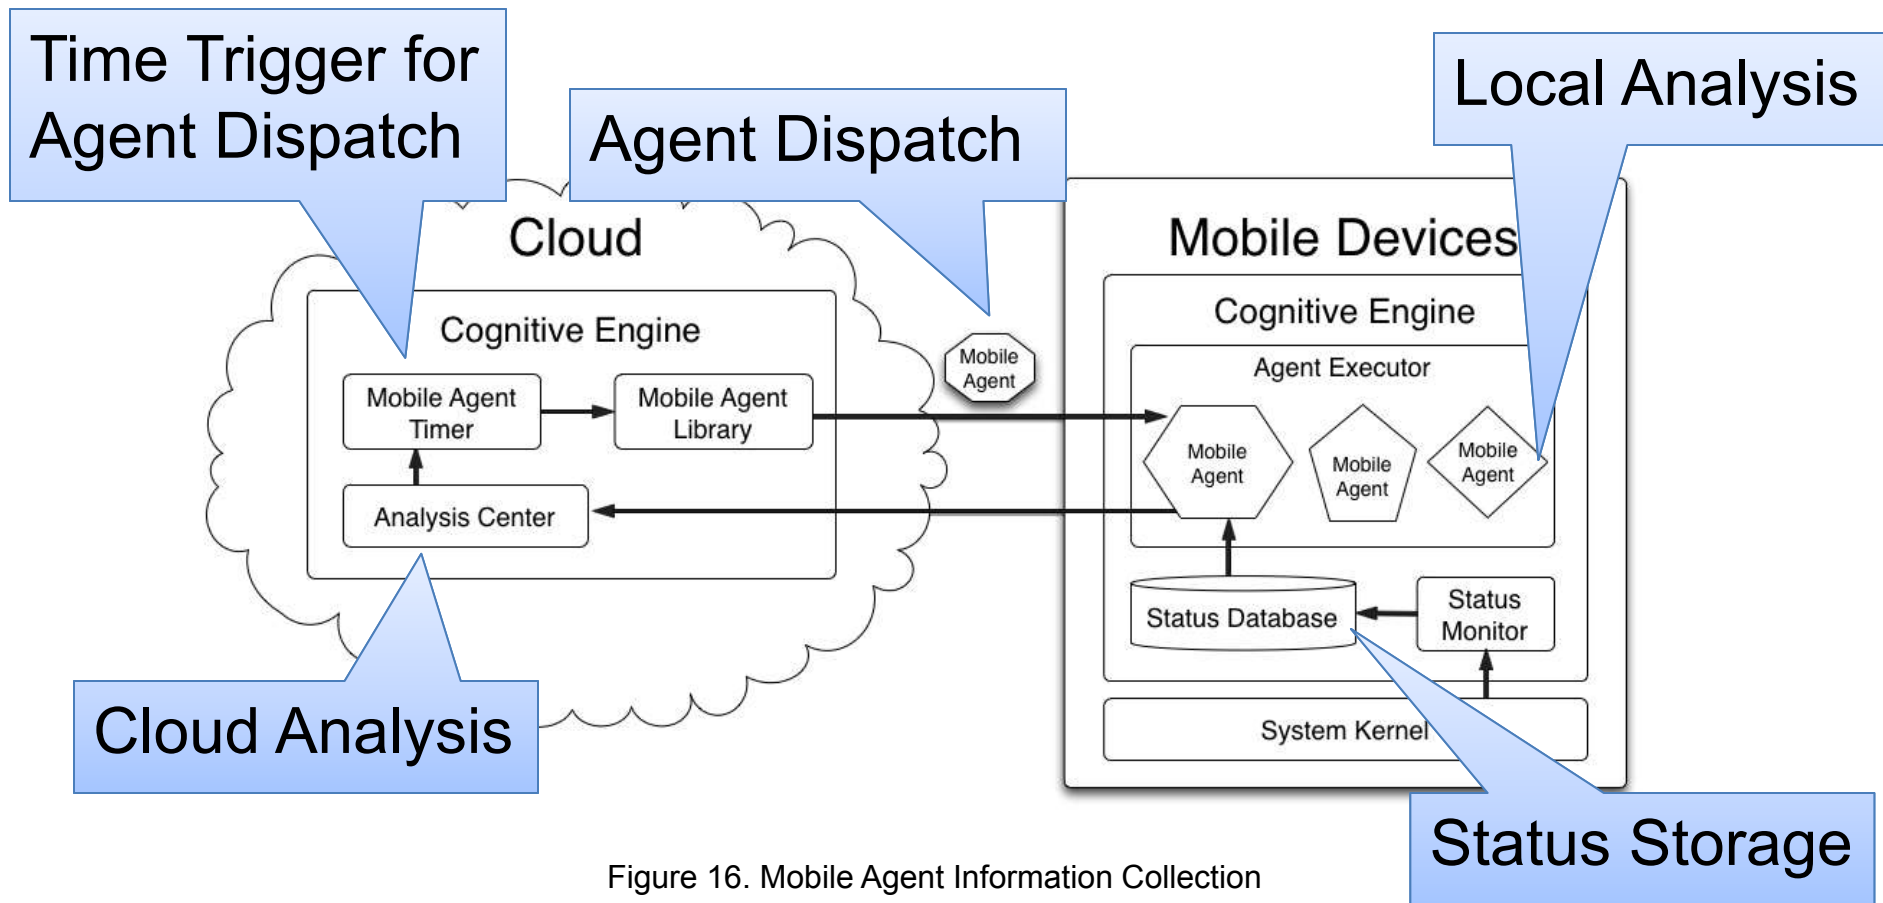 Time Trigger for
Agent Dispatch
Agent Dispatch
Local Analysis
Cloud
Mobile Devices
Cognitive Engine
Cognitive Engine
Mobile
Agent
Agent Executor
Mobile Agent
Timer
Mobile Agent
Library
Mobile
Agent
Mobile
Agent
Mobile
Agent
Analysis Center
Status Database
Status
Monitor
Cloud Analysis
System Kernel
Status Storage
Figure 16. Mobile Agent Information Collection